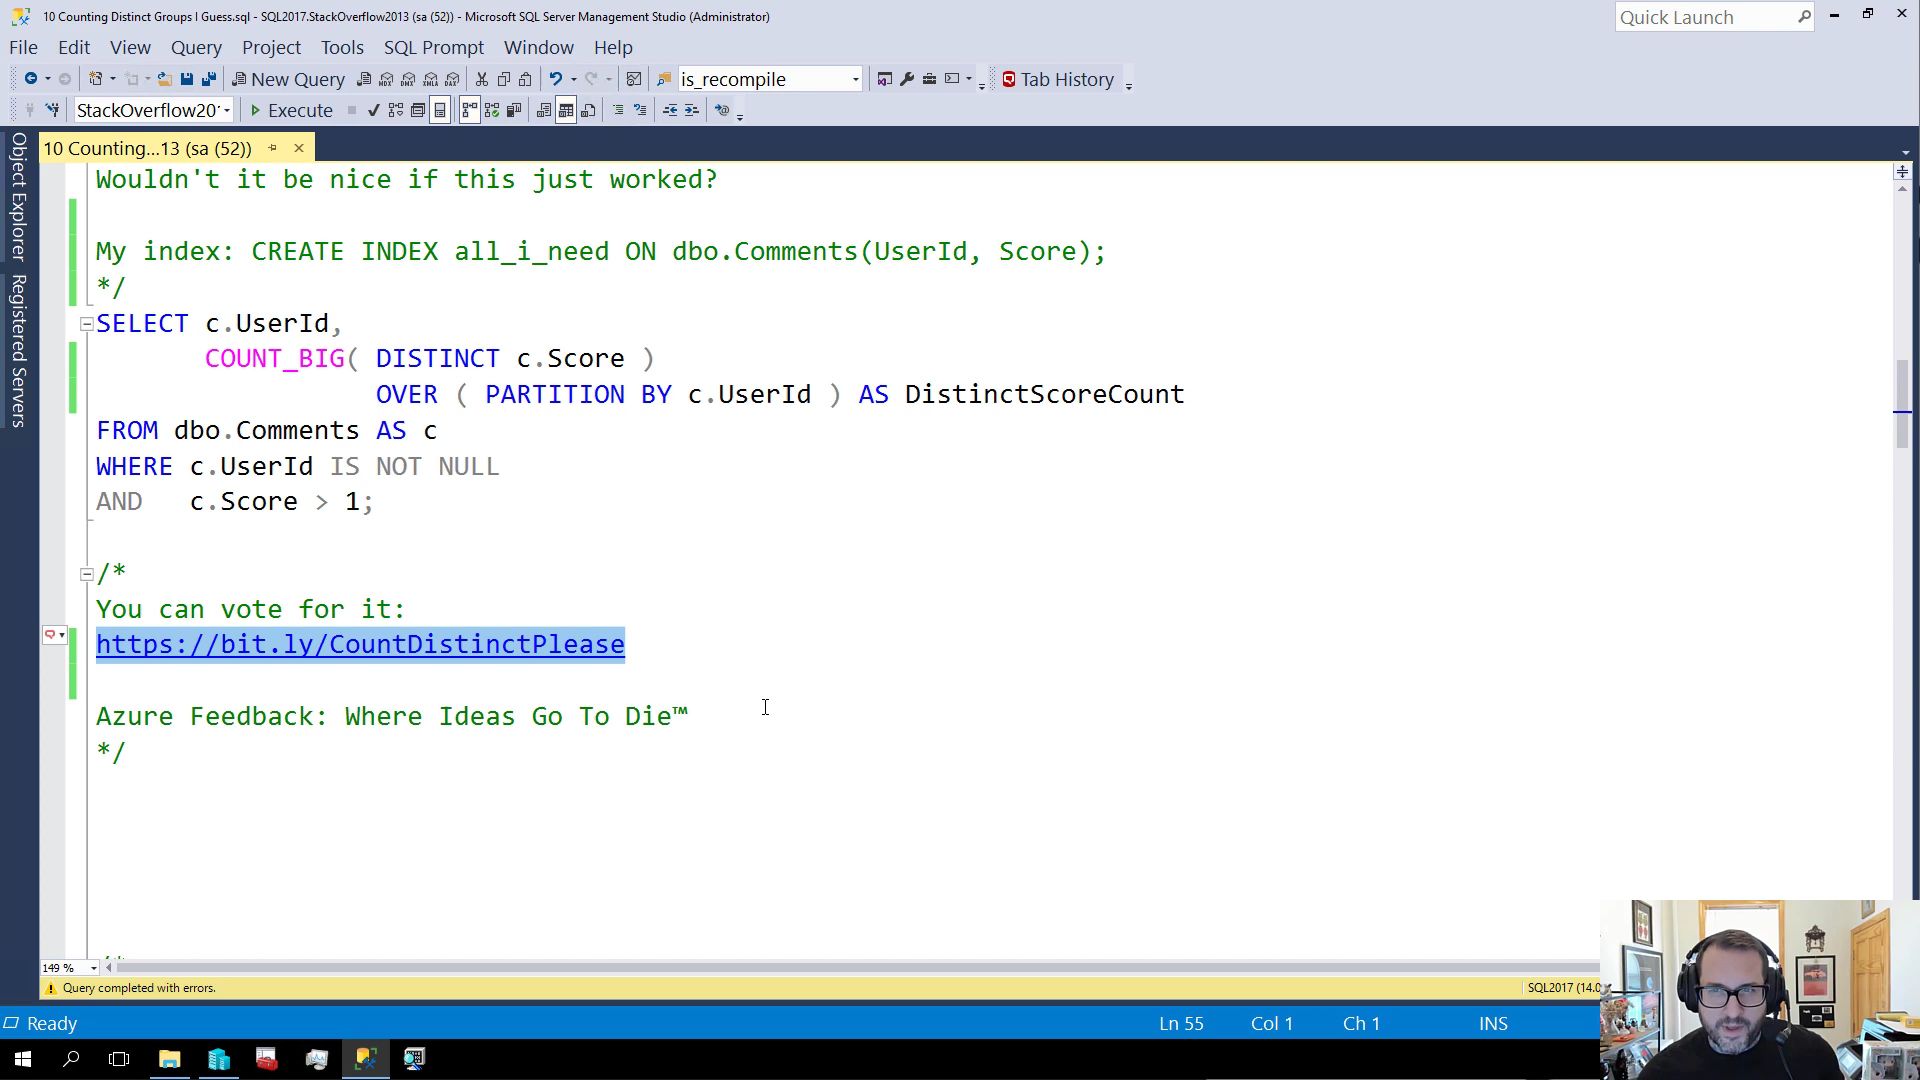 10 Counting Distinct Groups I Guess.sql - SQL2017.StackOverflow2013 (sa (52)) - Microsoft SQL Server Management Studio (Administrator)
Quick Launch
File Edit View Query Project Tools SQL Prompt Window Help
New Query is_recompile Tab History
StackOverflow20 Execute
10 Counting...13 (sa (52))
Object Explorer
Registered Servers
Wouldn't it be nice if this just worked?
My index: CREATE INDEX all_i_need ON dbo.Comments(UserId, Score);
*/
SELECT c.UserId,
COUNT_BIG( DISTINCT c.Score )
OVER ( PARTITION BY c.UserId ) AS DistinctScoreCount
FROM dbo.Comments AS c
WHERE c.UserId IS NOT NULL
AND c.Score > 1;
/*
You can vote for it:
https://bit.ly/CountDistinctPlease
Azure Feedback: Where Ideas Go To Die™
*/
149 %
Query completed with errors.
SQL2017 (14.0
Ready
Ln 55 Col 1 Ch 1 INS